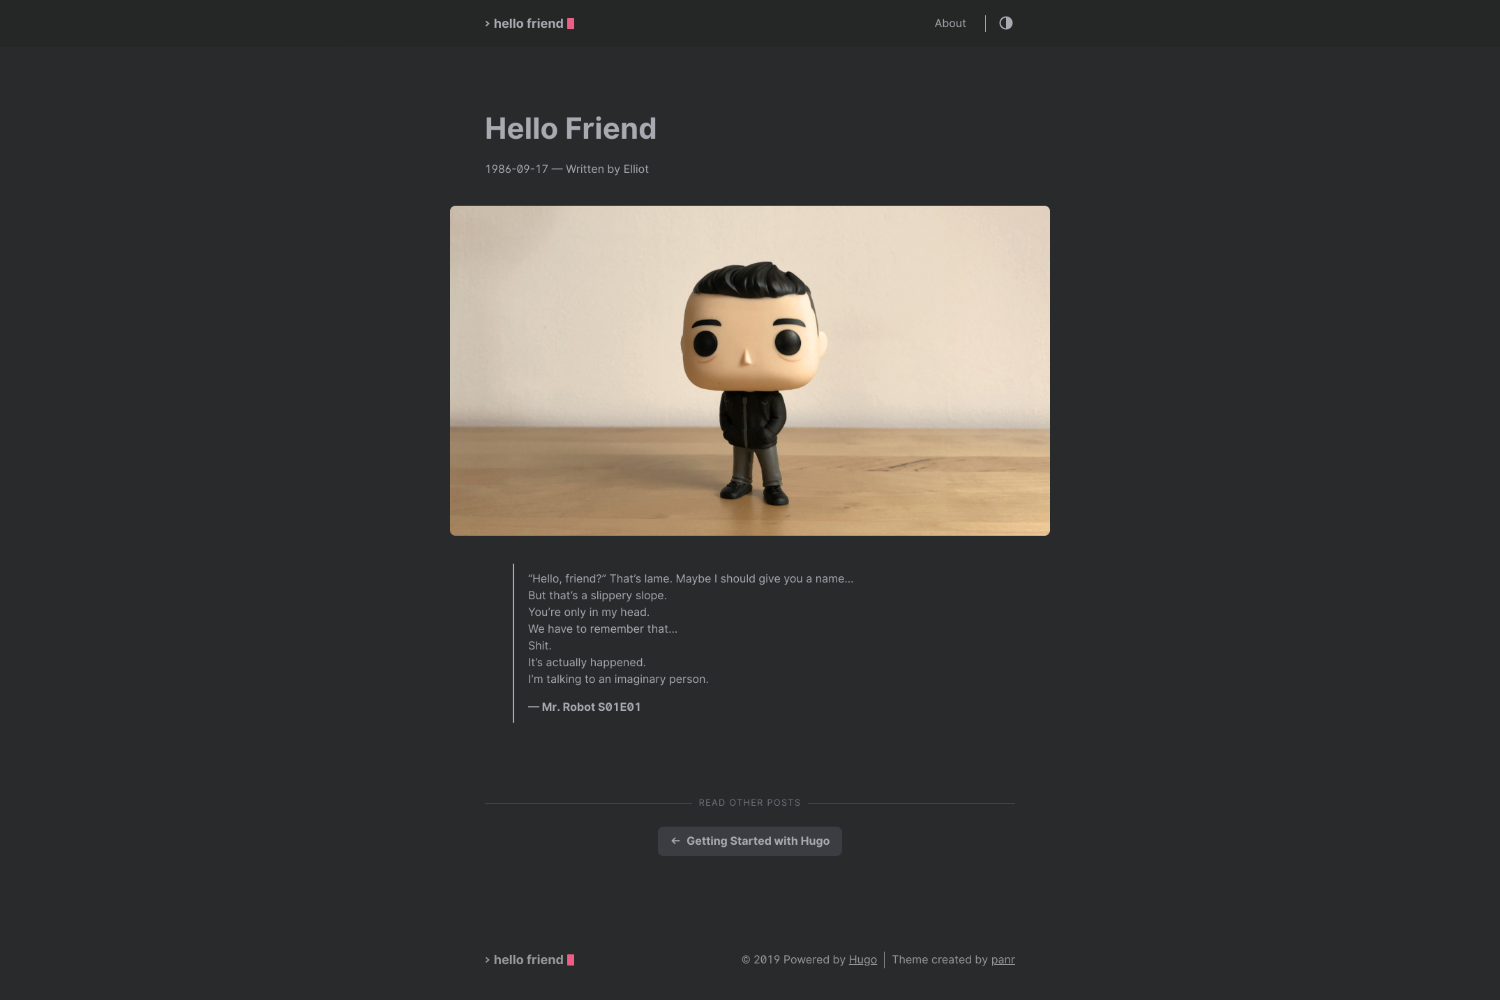 › hello friend
About
Hello Friend
1986-09-17 — Written by Elliot
“Hello, friend?” That’s lame. Maybe I should give you a name…
But that’s a slippery slope.
You’re only in my head.
We have to remember that…
Shit.
It’s actually happened.
I’m talking to an imaginary person.
— Mr. Robot S01E01
READ OTHER POSTS
← Getting Started with Hugo
› hello friend
© 2019 Powered by Hugo
Theme created by panr